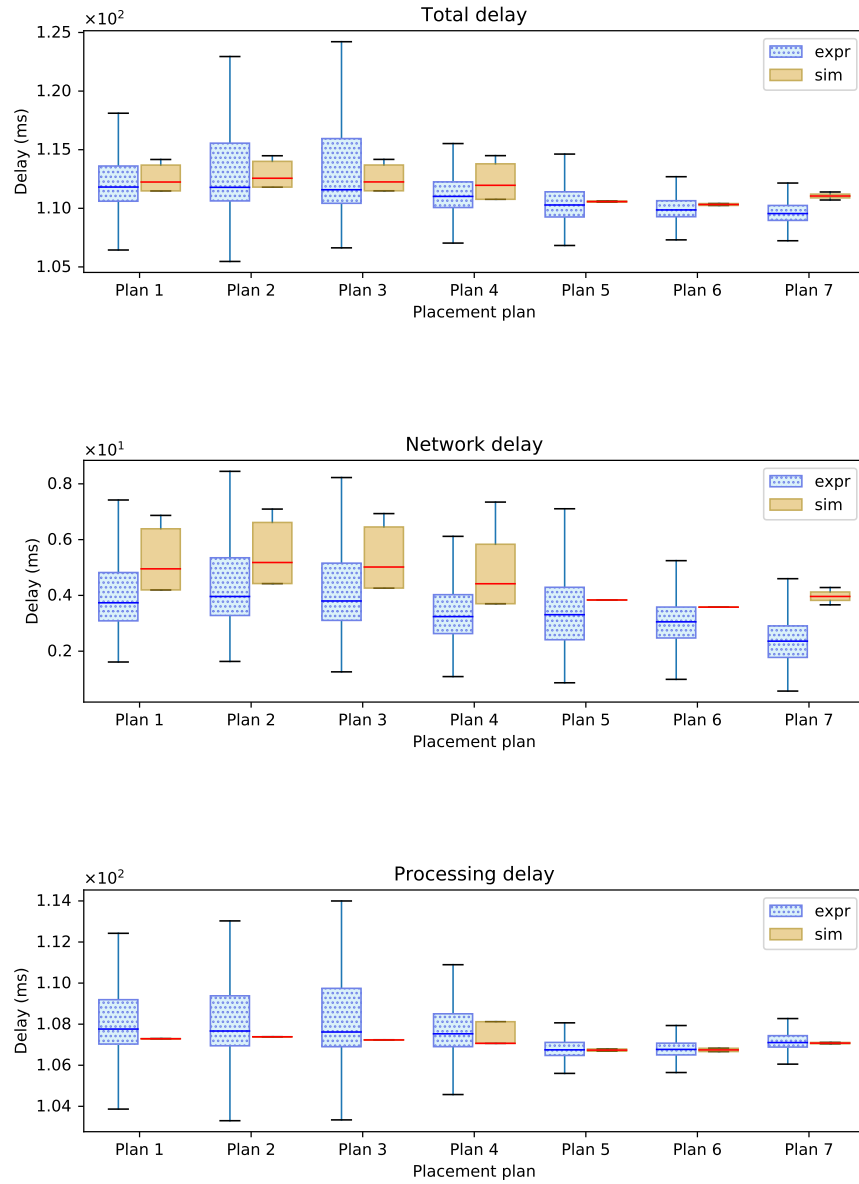 Total delay
×10²
1.25
1.20
1.15
1.10
1.05
Delay (ms)
expr
sim
Plan 1 Plan 2 Plan 3 Plan 4 Plan 5 Plan 6 Plan 7
Placement plan
Network delay
×10¹
0.8
0.6
0.4
0.2
Delay (ms)
expr
sim
Plan 1 Plan 2 Plan 3 Plan 4 Plan 5 Plan 6 Plan 7
Placement plan
Processing delay
×10²
1.14
1.12
1.10
1.08
1.06
1.04
Delay (ms)
expr
sim
Plan 1 Plan 2 Plan 3 Plan 4 Plan 5 Plan 6 Plan 7
Placement plan